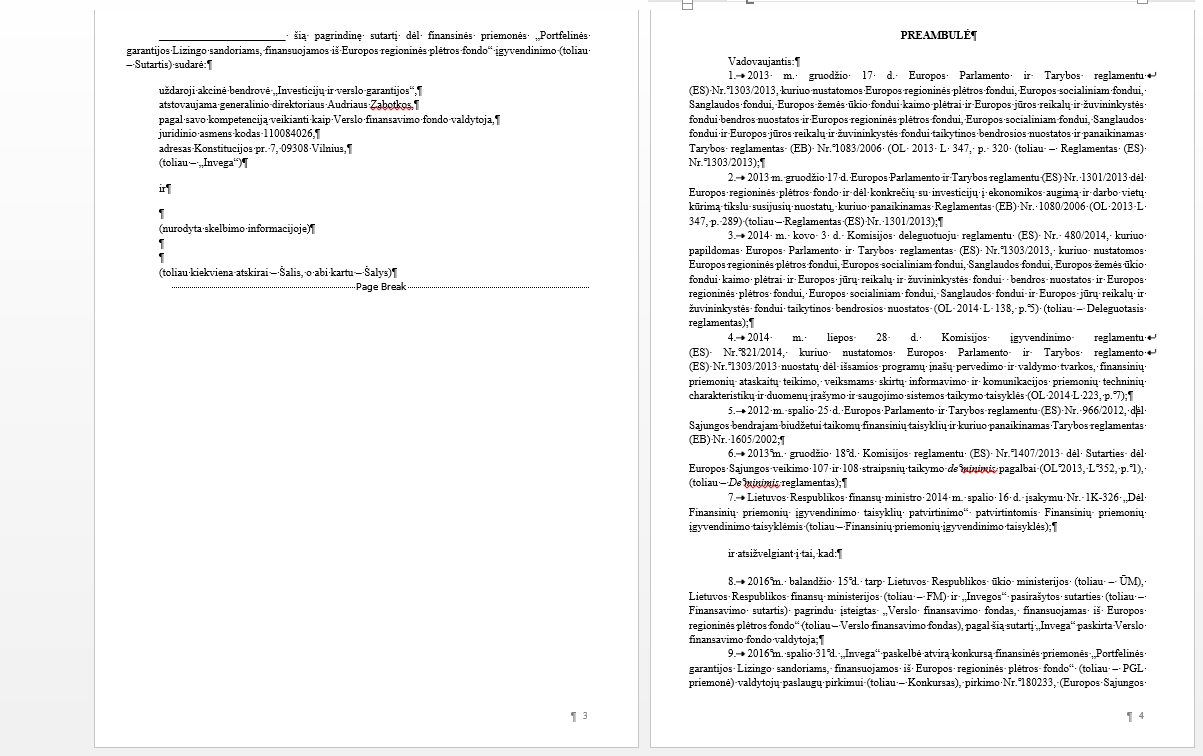 _________________________ šią pagrindinę sutartį dėl finansinės priemonės „Portfelinės
garantijos Lizingo sandoriams, finansuojamos iš Europos regioninės plėtros fondo“ įgyvendinimo (toliau
– Sutartis) sudarė:¶
uždaroji akcinė bendrovė „Investicijų ir verslo garantijos“,¶
atstovaujama generalinio direktoriaus Audriaus Zabotkos,¶
pagal savo kompetenciją veikianti kaip Verslo finansavimo fondo valdytoja,¶
juridinio asmens kodas 110084026,¶
adresas Konstitucijos pr. 7, 09308 Vilnius,¶
(toliau – „Invega“)¶
ir¶
¶
(nurodyta skelbimo informacijoje)¶
¶
¶
(toliau kiekviena atskirai – Šalis, o abi kartu – Šalys)¶
Page Break
¶ 3
PREAMBULĖ¶
Vadovaujantis:¶
1. 2013 m. gruodžio 17 d. Europos Parlamento ir Tarybos reglamentu
(ES) Nr. 1303/2013, kuriuo nustatomos Europos regioninės plėtros fondui, Europos socialiniam fondui,
Sanglaudos fondui, Europos žemės ūkio fondui kaimo plėtrai ir Europos jūros reikalų ir žuvininkystės
fondui bendros nuostatos ir Europos regioninės plėtros fondui, Europos socialiniam fondui, Sanglaudos
fondui ir Europos jūros reikalų ir žuvininkystės fondui taikytinos bendrosios nuostatos ir panaikinamas
Tarybos reglamentas (EB) Nr. 1083/2006 (OL 2013 L 347, p. 320 (toliau – Reglamentas (ES)
Nr. 1303/2013);¶
2. 2013 m. gruodžio 17 d. Europos Parlamento ir Tarybos reglamentu (ES) Nr. 1301/2013 dėl
Europos regioninės plėtros fondo ir dėl konkrečių su investicijų į ekonomikos augimą ir darbo vietų
kūrimą tikslu susijusių nuostatų, kuriuo panaikinamas Reglamentas (EB) Nr. 1080/2006 (OL 2013 L
347, p. 289) (toliau – Reglamentas (ES) Nr. 1301/2013);¶
3. 2014 m. kovo 3 d. Komisijos deleguotuoju reglamentu (ES) Nr. 480/2014, kuriuo
papildomas Europos Parlamento ir Tarybos reglamentas (ES) Nr. 1303/2013, kuriuo nustatomos
Europos regioninės plėtros fondui, Europos socialiniam fondui, Sanglaudos fondui, Europos žemės ūkio
fondui kaimo plėtrai ir Europos jūrų reikalų ir žuvininkystės fondui bendros nuostatos ir Europos
regioninės plėtros fondui, Europos socialiniam fondui, Sanglaudos fondui ir Europos jūrų reikalų ir
žuvininkystės fondui taikytinos bendrosios nuostatos (OL 2014 L 138, p. 5) (toliau – Deleguotasis
reglamentas);¶
4. 2014 m. liepos 28 d. Komisijos įgyvendinimo reglamentu
(ES) Nr. 821/2014, kuriuo nustatomos Europos Parlamento ir Tarybos reglamento
(ES) Nr. 1303/2013 nuostatų dėl išsamios programų įnašų pervedimo ir valdymo tvarkos, finansinių
priemonių ataskaitų teikimo, veiksmams skirtų informavimo ir komunikacijos priemonių techninių
charakteristikų ir duomenų įrašymo ir saugojimo sistemos taikymo taisyklės (OL 2014 L 223, p. 7);¶
5. 2012 m. spalio 25 d. Europos Parlamento ir Tarybos reglamentu (ES) Nr. 966/2012, dėl
Sąjungos bendrajam biudžetui taikomų finansinių taisyklių ir kuriuo panaikinamas Tarybos reglamentas
(EB) Nr. 1605/2002;¶
6. 2013 m. gruodžio 18 d. Komisijos reglamentu (ES) Nr. 1407/2013 dėl Sutarties dėl
Europos Sąjungos veikimo 107 ir 108 straipsnių taikymo de minimis pagalbai (OL 2013, L 352, p. 1),
(toliau – De minimis reglamentas);¶
7. Lietuvos Respublikos finansų ministro 2014 m. spalio 16 d. įsakymu Nr. 1K-326 „Dėl
Finansinių priemonių įgyvendinimo taisyklių patvirtinimo“ patvirtintomis Finansinių priemonių
įgyvendinimo taisyklėmis (toliau – Finansinių priemonių įgyvendinimo taisyklės);¶
ir atsižvelgiant į tai, kad:¶
8. 2016 m. balandžio 15 d. tarp Lietuvos Respublikos ūkio ministerijos (toliau – ŪM),
Lietuvos Respublikos finansų ministerijos (toliau – FM) ir „Invegos“ pasirašytos sutarties (toliau –
Finansavimo sutartis) pagrindu įsteigtas „Verslo finansavimo fondas, finansuojamas iš Europos
regioninės plėtros fondo“ (toliau – Verslo finansavimo fondas), pagal šią sutartį „Invega“ paskirta Verslo
finansavimo fondo valdytoja;¶
9. 2016 m. spalio 31 d. „Invega“ paskelbė atvirą konkursą finansinės priemonės „Portfelinės
garantijos Lizingo sandoriams, finansuojamos iš Europos regioninės plėtros fondo“ (toliau – PGL
priemonė) valdytojų paslaugų pirkimui (toliau – Konkursas), pirkimo Nr. 180233, (Europos Sąjungos
¶ 4